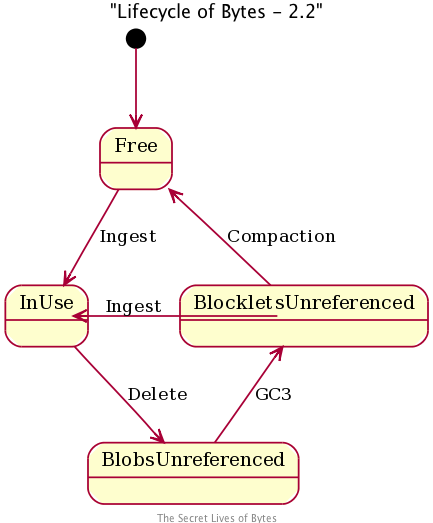 "Lifecycle of Bytes - 2.2"
Free
Ingest
Compaction
InUse
Ingest
BlockletsUnreferenced
Delete
GC3
BlobsUnreferenced
The Secret Lives of Bytes